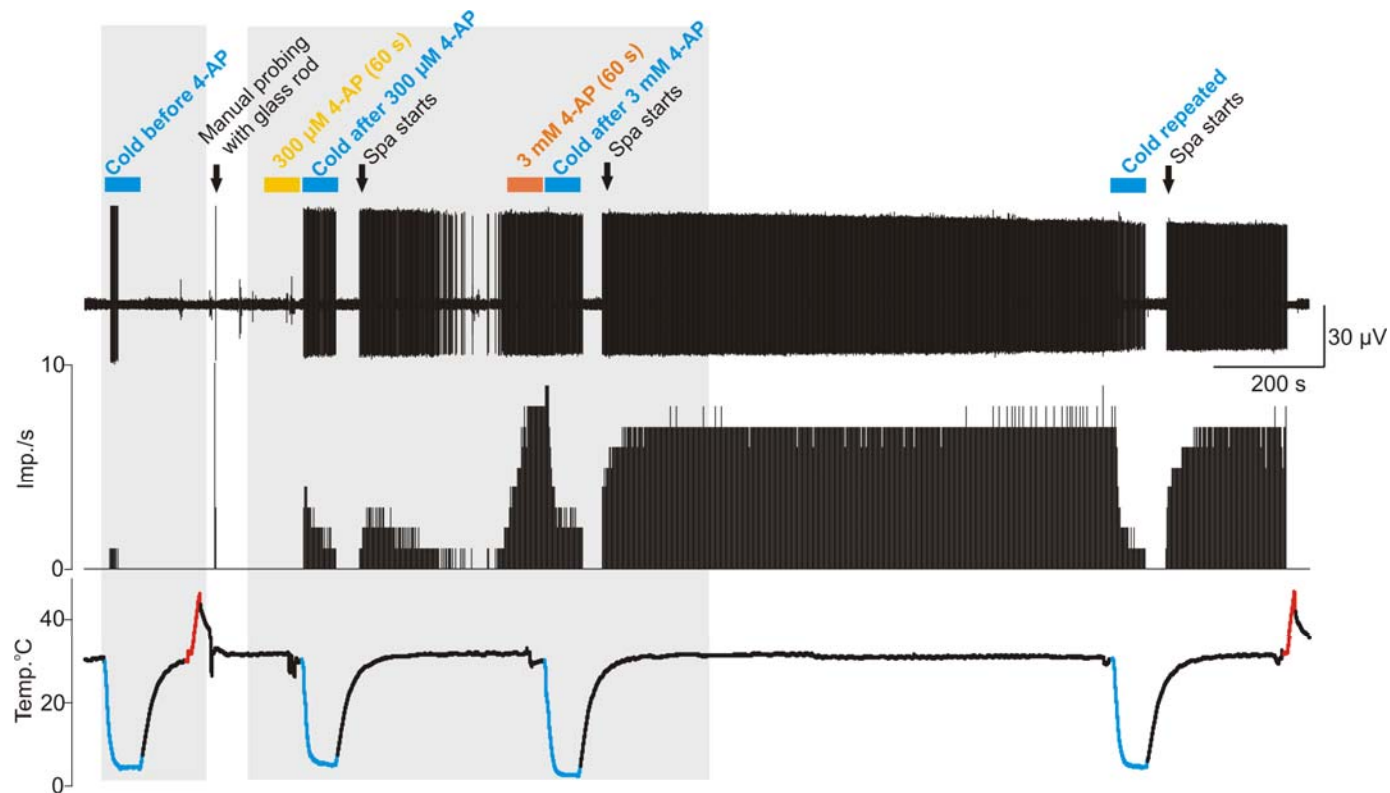 Cold before 4-AP
Manual probing
with glass rod
300 µM 4-AP (60 s)
Cold after 300 µM 4-AP
Spa starts
3 mM 4-AP (60 s)
Cold after 3 mM 4-AP
Spa starts
Cold repeated
Spa starts
30 µV
200 s
10
Imp./s
0
40
Temp.°C
20
0